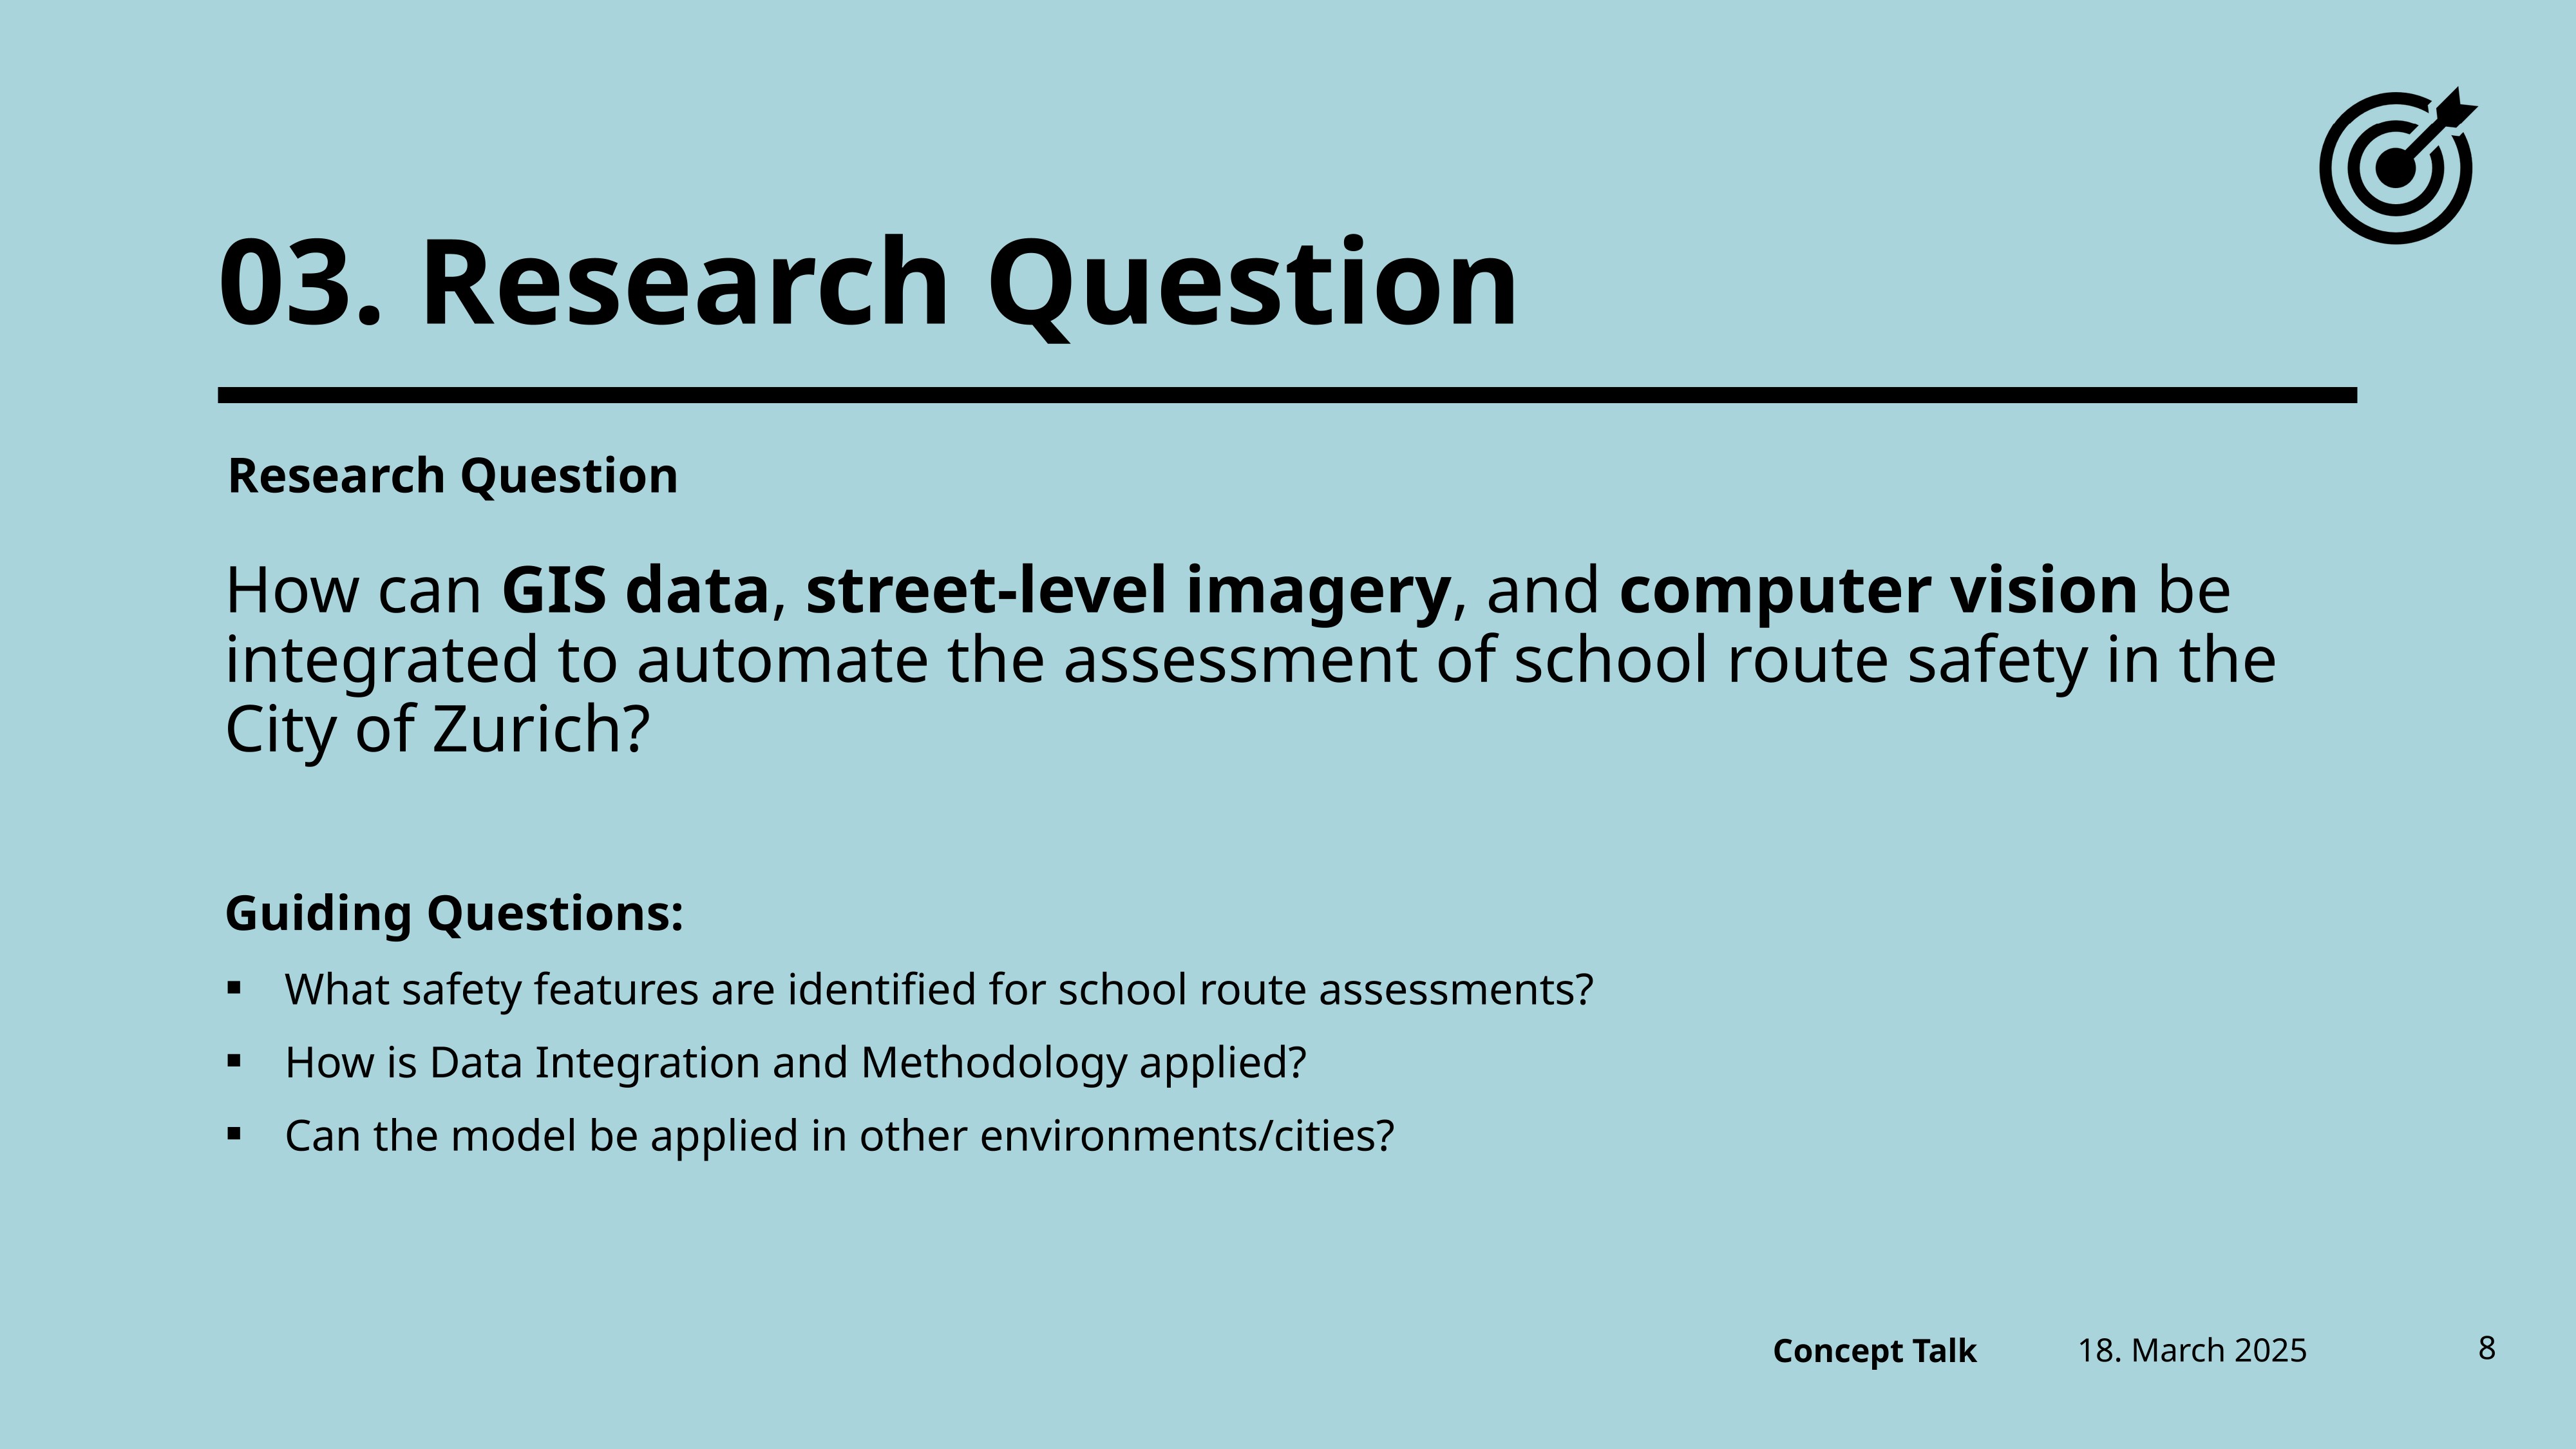 03. Research Question
Research Question
How can GIS data, street-level imagery, and computer vision be
integrated to automate the assessment of school route safety in the
City of Zurich?
Guiding Questions:
▪ What safety features are identified for school route assessments?
▪ How is Data Integration and Methodology applied?
▪ Can the model be applied in other environments/cities?
Concept Talk 18. March 2025 8